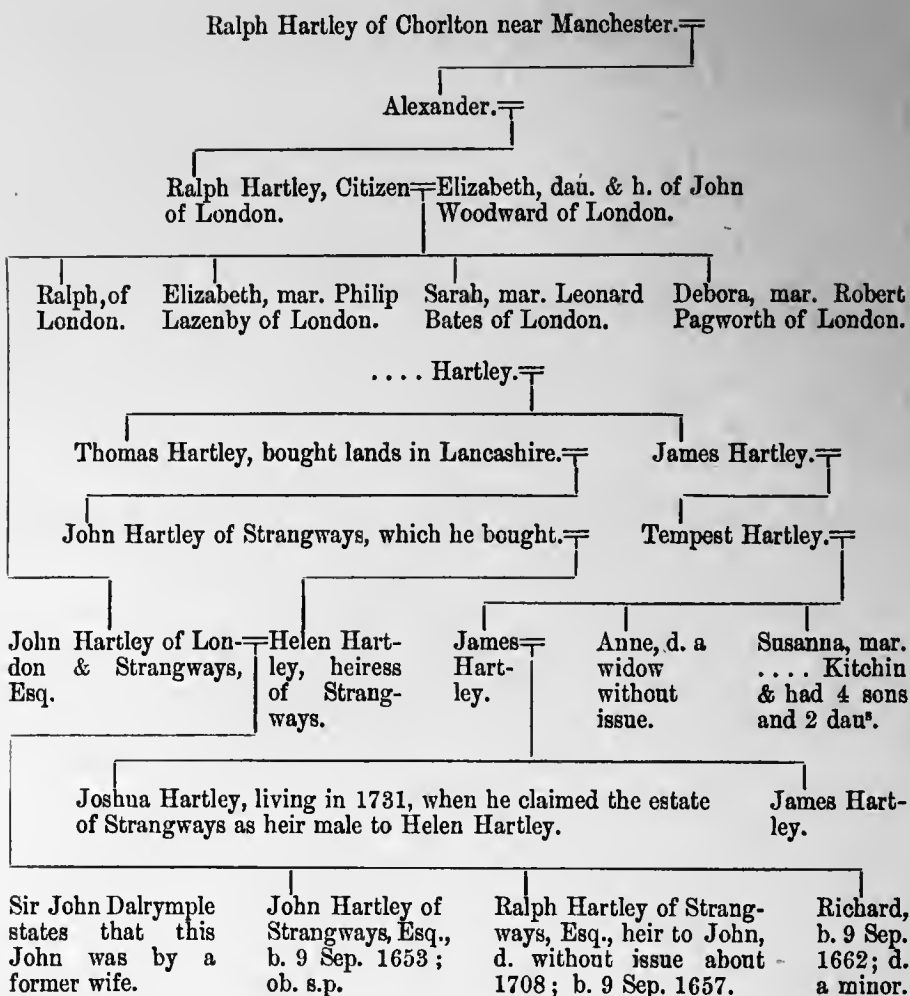 Ralph Hartley of Chorlton near Manchester.
Alexander.
Ralph Hartley, Citizen
of London.
Elizabeth, dau. & h. of John
Woodward of London.
Ralph, of
London.
Elizabeth, mar. Philip
Lazenby of London.
Sarah, mar. Leonard
Bates of London.
Debora, mar. Robert
Pagworth of London.
.... Hartley.
Thomas Hartley, bought lands in Lancashire.
James Hartley.
John Hartley of Strangways, which he bought.
Tempest Hartley.
John Hartley of Lon-
don & Strangways,
Esq.
Helen Hart-
ley, heiress
of Strang-
ways.
James
Hart-
ley.
Anne, d. a
widow
without
issue.
Susanna, mar.
.... Kitchin
& had 4 sons
and 2 dauˢ.
Joshua Hartley, living in 1731, when he claimed the estate
of Strangways as heir male to Helen Hartley.
James Hart-
ley.
Sir John Dalrymple
states that this
John was by a
former wife.
John Hartley of
Strangways, Esq.,
b. 9 Sep. 1653;
ob. s.p.
Ralph Hartley of Strang-
ways, Esq., heir to John,
d. without issue about
1708; b. 9 Sep. 1657.
Richard,
b. 9 Sep.
1662; d.
a minor.